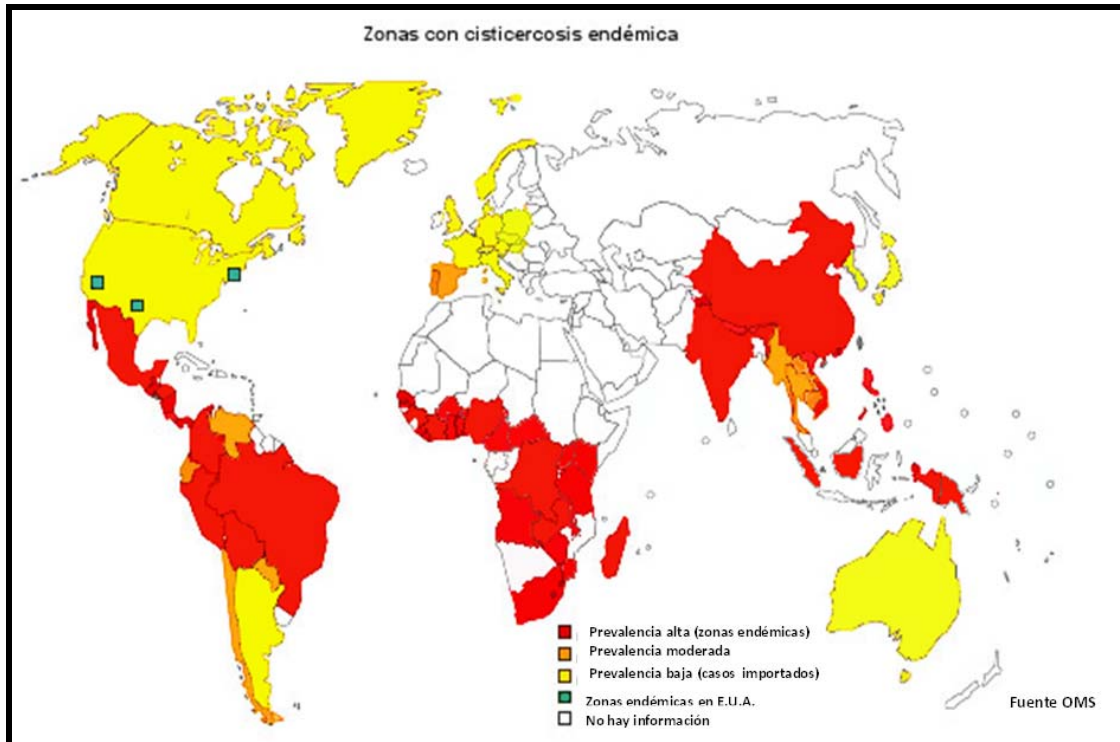 Zonas con cisticercosis endémica
Prevalencia alta (zonas endémicas)
Prevalencia moderada
Prevalencia baja (casos importados)
Zonas endémicas en E.U.A.
No hay información
Fuente OMS